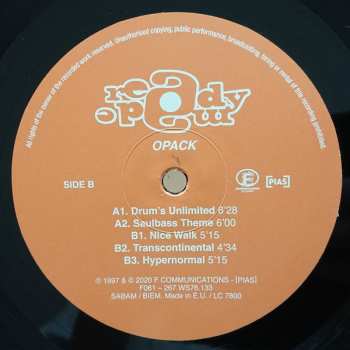 All rights of the owner of the recorded work reserved. Unauthorised copying, public performance, broadcasting, hiring or rental of this recording prohibited.
ready
made
OPACK
SIDE B
F
[PIAS]
A1. Drum's Unlimited 6'28
A2. Saulbass Theme 6'00
B1. Nice Walk 5'15
B2. Transcontinental 4'34
B3. Hypernormal 5'15
℗ 1997 & © 2020 F COMMUNICATIONS - [PIAS]
F061 – 267.WS76.133
SABAM / BIEM. Made in E.U. / LC 7800